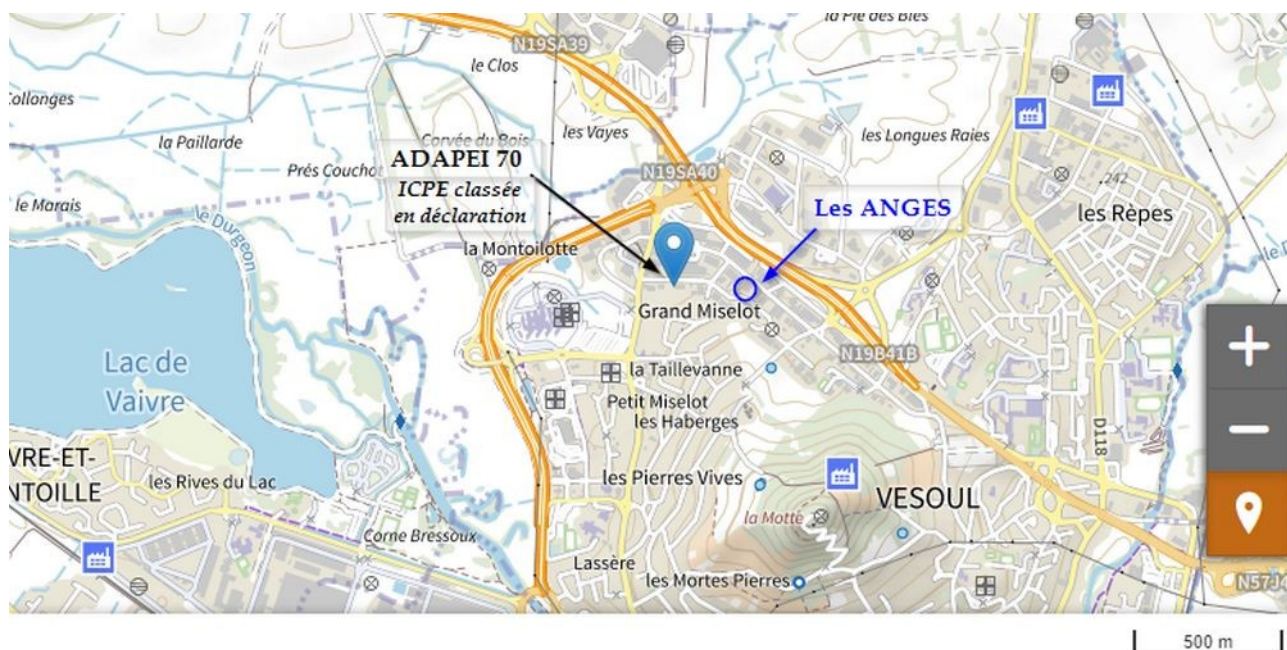 la Pie des Bles
N19SA39
le Clos
Collonges
la Paillarde
les Vayes
les Longues Raies
Corvée du Bois
Prés Couchot
ADAPEI 70
ICPE classée
en déclaration
N19SA40
.242
les Rèpes
le Marais
le Durgeon
Les ANGES
la Montoilotte
Grand Miselot
Lac de
Vaivre
la Taillevanne
N19B41B
Petit Miselot
les Haberges
D118
VRE-ET-
NTOILLE
les Rives du Lac
les Pierres Vives
VESOUL
la Motte
Corne Bressoux
Lassère
les Mortes Pierres
N57J4
+
−
500 m